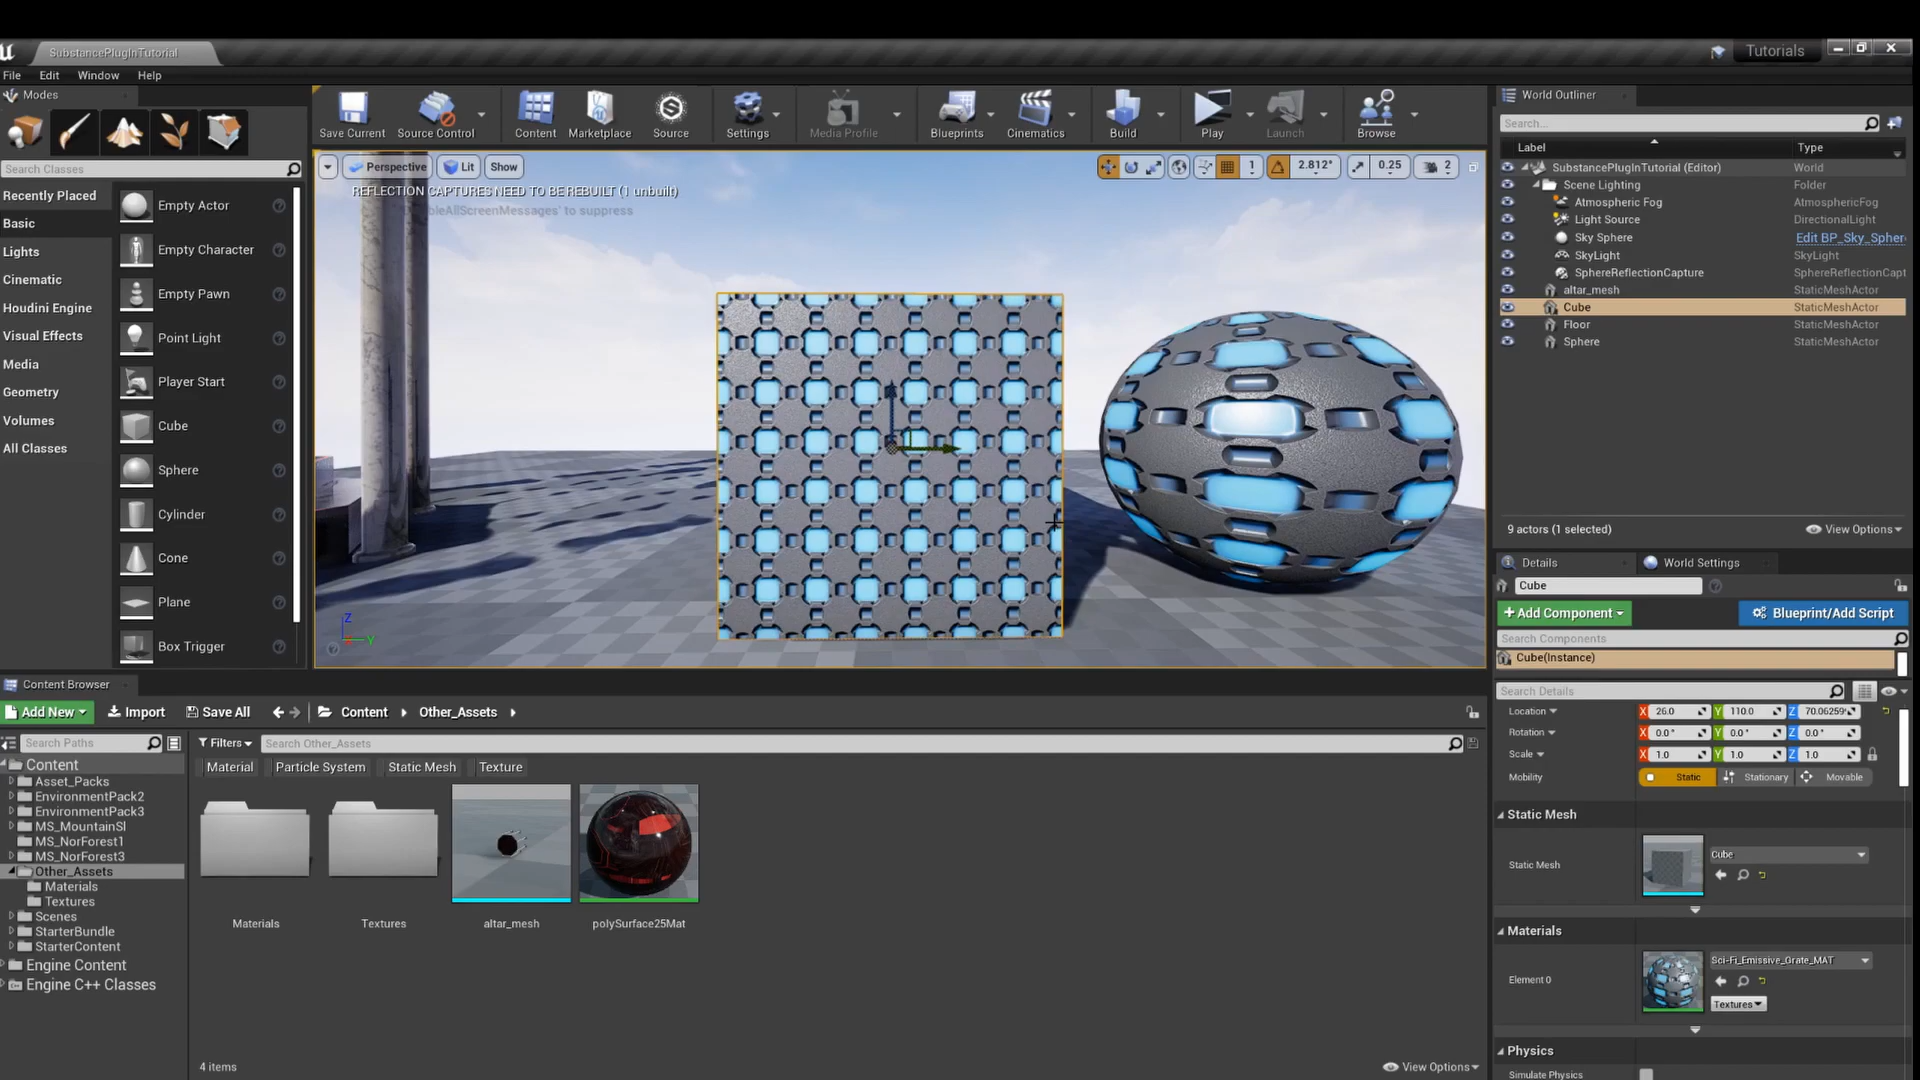 SubstancePlugInTutorial
Tutorials
File Edit Window Help
Modes
Search Classes
Recently Placed
Basic
Lights
Cinematic
Houdini Engine
Visual Effects
Media
Geometry
Volumes
All Classes
Empty Actor
Empty Character
Empty Pawn
Point Light
Player Start
Cube
Sphere
Cylinder
Cone
Plane
Box Trigger
Save Current
Source Control
Content
Marketplace
Source
Settings
Media Profile
Blueprints
Cinematics
Build
Play
Launch
Browse
Perspective Lit Show
1 2.812° 0.25 2
REFLECTION CAPTURES NEED TO BE REBUILT (1 unbuilt)
bleAllScreenMessages' to suppress
Z
Y
World Outliner
Search...
Label Type
SubstancePlugInTutorial (Editor) World
Scene Lighting Folder
Atmospheric Fog AtmosphericFog
Light Source DirectionalLight
Sky Sphere Edit BP_Sky_Spher
SkyLight SkyLight
SphereReflectionCapture SphereReflectionCapt
altar_mesh StaticMeshActor
Cube StaticMeshActor
Floor StaticMeshActor
Sphere StaticMeshActor
9 actors (1 selected) View Options
Details World Settings
Cube
+Add Component Blueprint/Add Script
Search Components
Cube(Instance)
Search Details
Location X 26.0 Y 110.0 Z 70.06259
Rotation X 0.0° Y 0.0° Z 0.0°
Scale X 1.0 Y 1.0 Z 1.0
Mobility Static Stationary Movable
Static Mesh
Static Mesh Cube
Materials
Element 0 Sci-Fi_Emissive_Grate_MAT
Textures
Physics
Simulate Physics
Content Browser
Add New Import Save All Content Other_Assets
Search Paths
Filters Search Other_Assets
Material Particle System Static Mesh Texture
Content
Asset_Packs
EnvironmentPack2
EnvironmentPack3
MS_MountainSl
MS_NorForest1
MS_NorForest3
Other_Assets
Materials
Textures
Scenes
StarterBundle
StarterContent
Engine Content
Engine C++ Classes
Materials
Textures
altar_mesh
polySurface25Mat
4 items
View Options